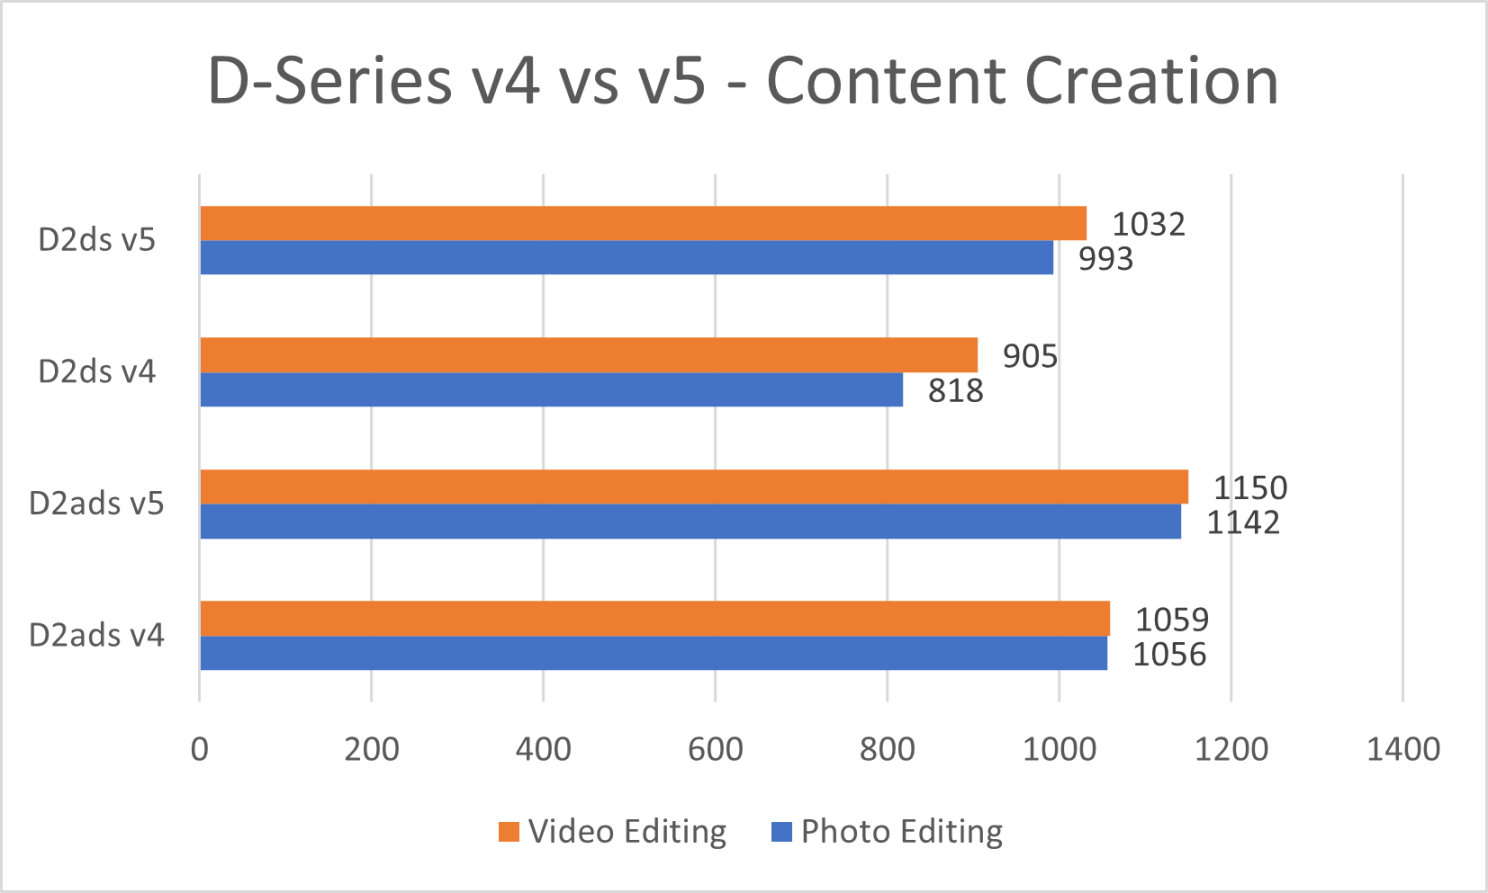 D-Series v4 vs v5 - Content Creation
D2ds v5
1032
993
D2ds v4
905
818
D2ads v5
1150
1142
D2ads v4
1059
1056
0 200 400 600 800 1000 1200 1400
Video Editing Photo Editing